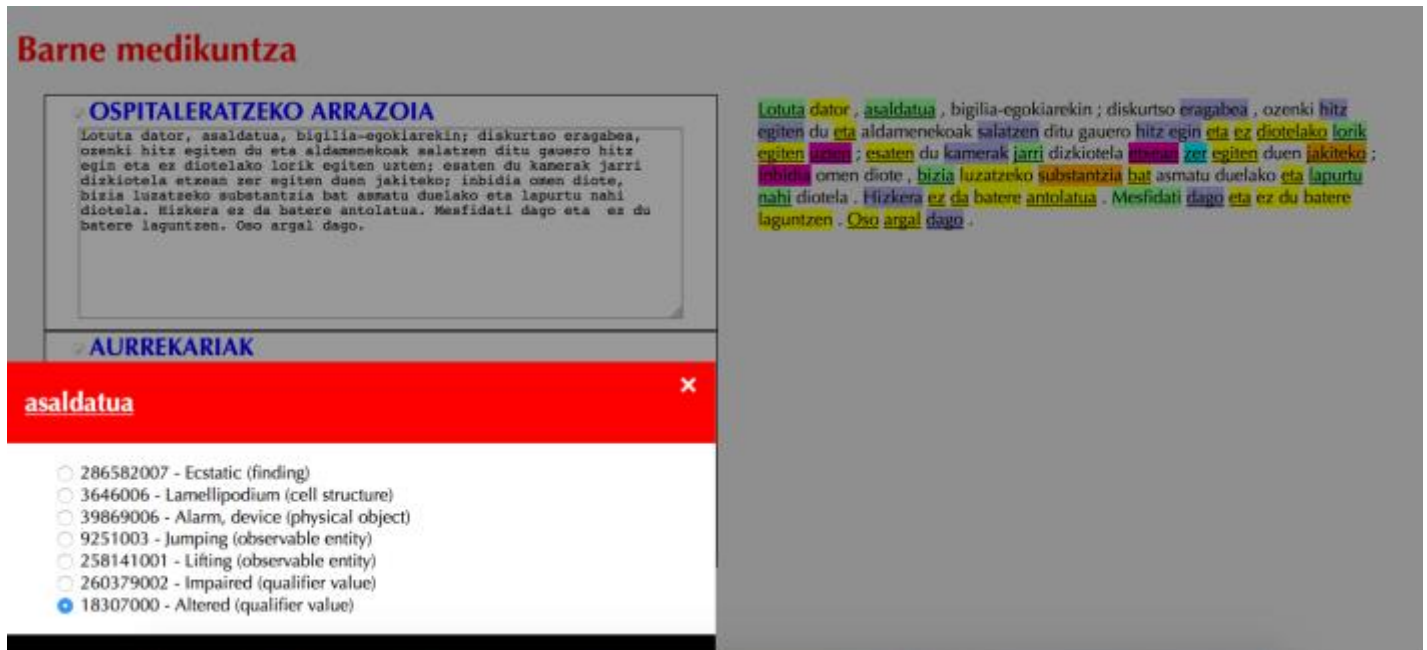 Barne medikuntza
OSPITALERATZEKO ARRAZOIA
Lotuta dator, asaldatua, bigilia-egokiarekin; diskurtso eragabea,
ozenki hitz egiten du eta aldamenekoak salatzen ditu gauero hitz
egin eta ez diotelako lorik egiten uzten; esaten du kamerak jarri
dizkiotela etxean zer egiten duen jakiteko; inbidia omen diote,
bizia luzatzeko substantzia bat asmatu duelako eta lapurtu nahi
diotela. Hizkera ez da batere antolatua. Mesfidati dago eta  ez du
batere laguntzen. Oso argal dago.
AURREKARIAK
Lotuta dator , asaldatua , bigilia-egokiarekin ; diskurtso eragabea , ozenki hitz
egiten du eta aldamenekoak salatzen ditu gauero hitz egin eta ez diotelako lorik
egiten uzten ; esaten du kamerak jarri dizkiotela etxean zer egiten duen jakiteko ;
inbidia omen diote , bizia luzatzeko substantzia bat asmatu duelako eta lapurtu
nahi diotela . Hizkera ez da batere antolatua . Mesfidati dago eta ez du batere
laguntzen . Oso argal dago .
asaldatua
×
286582007 - Ecstatic (finding)
3646006 - Lamellipodium (cell structure)
39869006 - Alarm, device (physical object)
9251003 - Jumping (observable entity)
258141001 - Lifting (observable entity)
260379002 - Impaired (qualifier value)
18307000 - Altered (qualifier value)